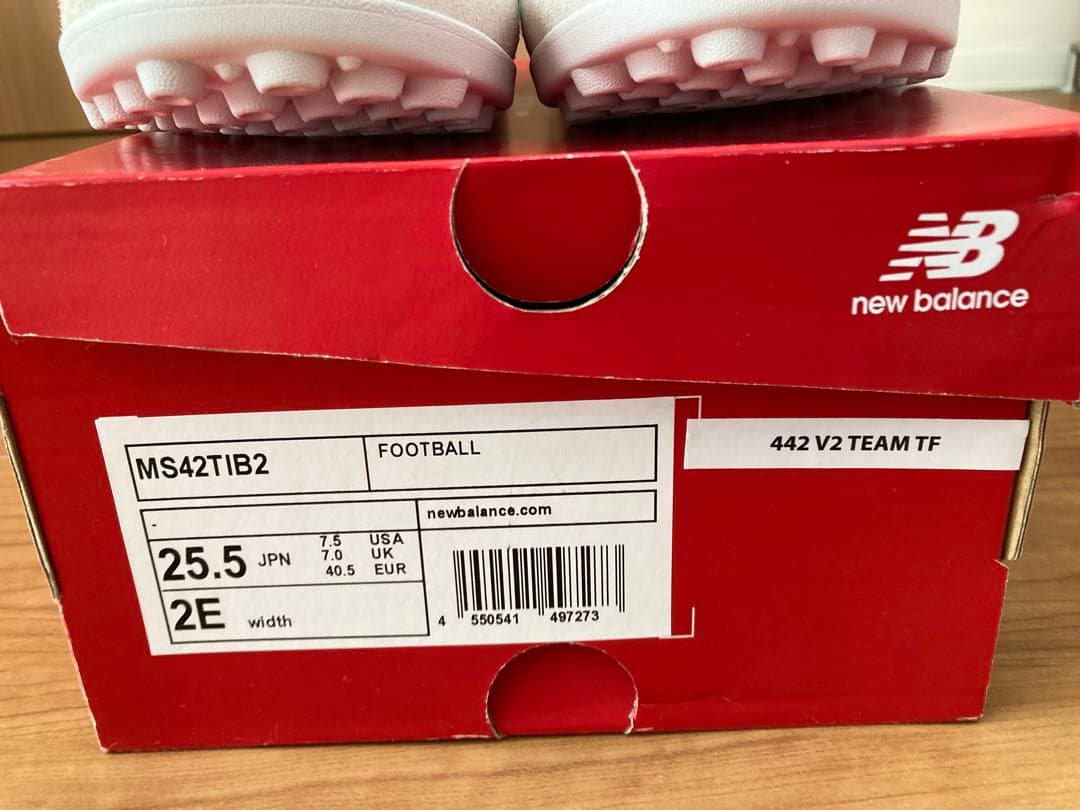 NB
new balance
442 V2 TEAM TF
MS42TIB2
FOOTBALL
-
newbalance.com
25.5 JPN
7.5 USA
7.0 UK
40.5 EUR
2E width
4 550541 497273